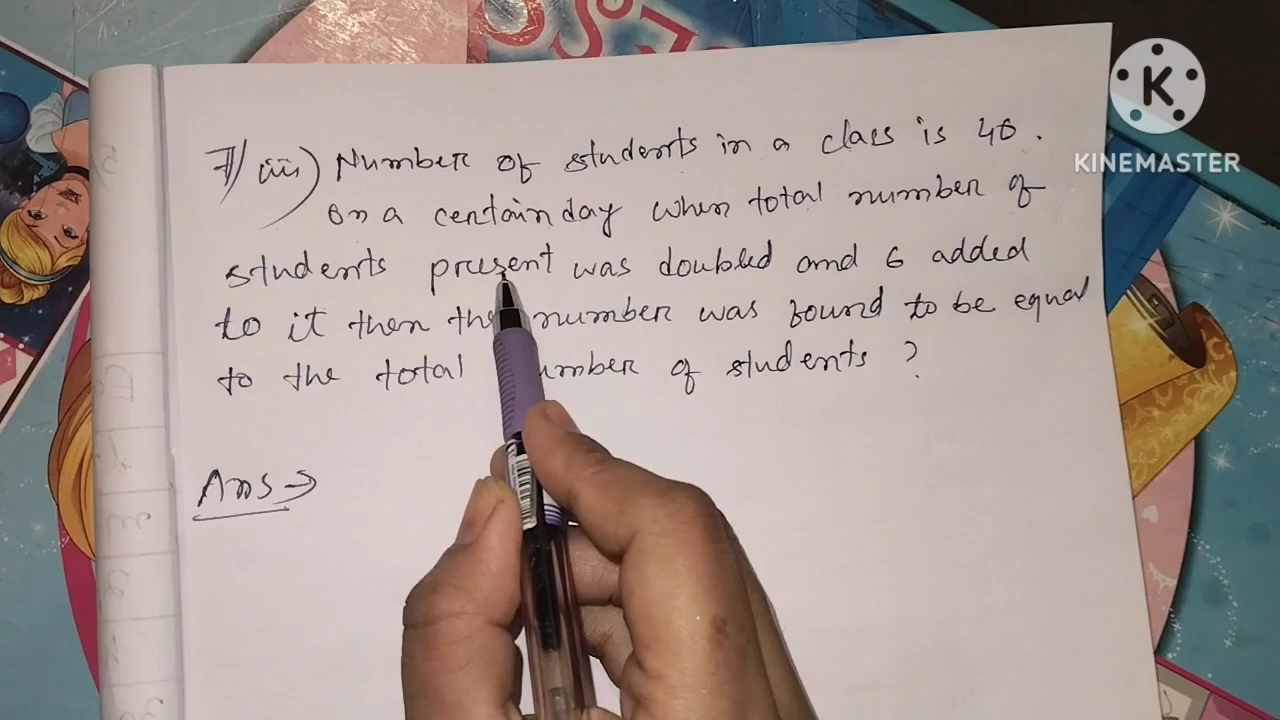 7) iii) Number of students in a class is 40.
On a certain day when total number of
students present was doubled and 6 added
to it then the number was found to be equal
to the total umber of students ?
Ans →
K
KINEMASTER